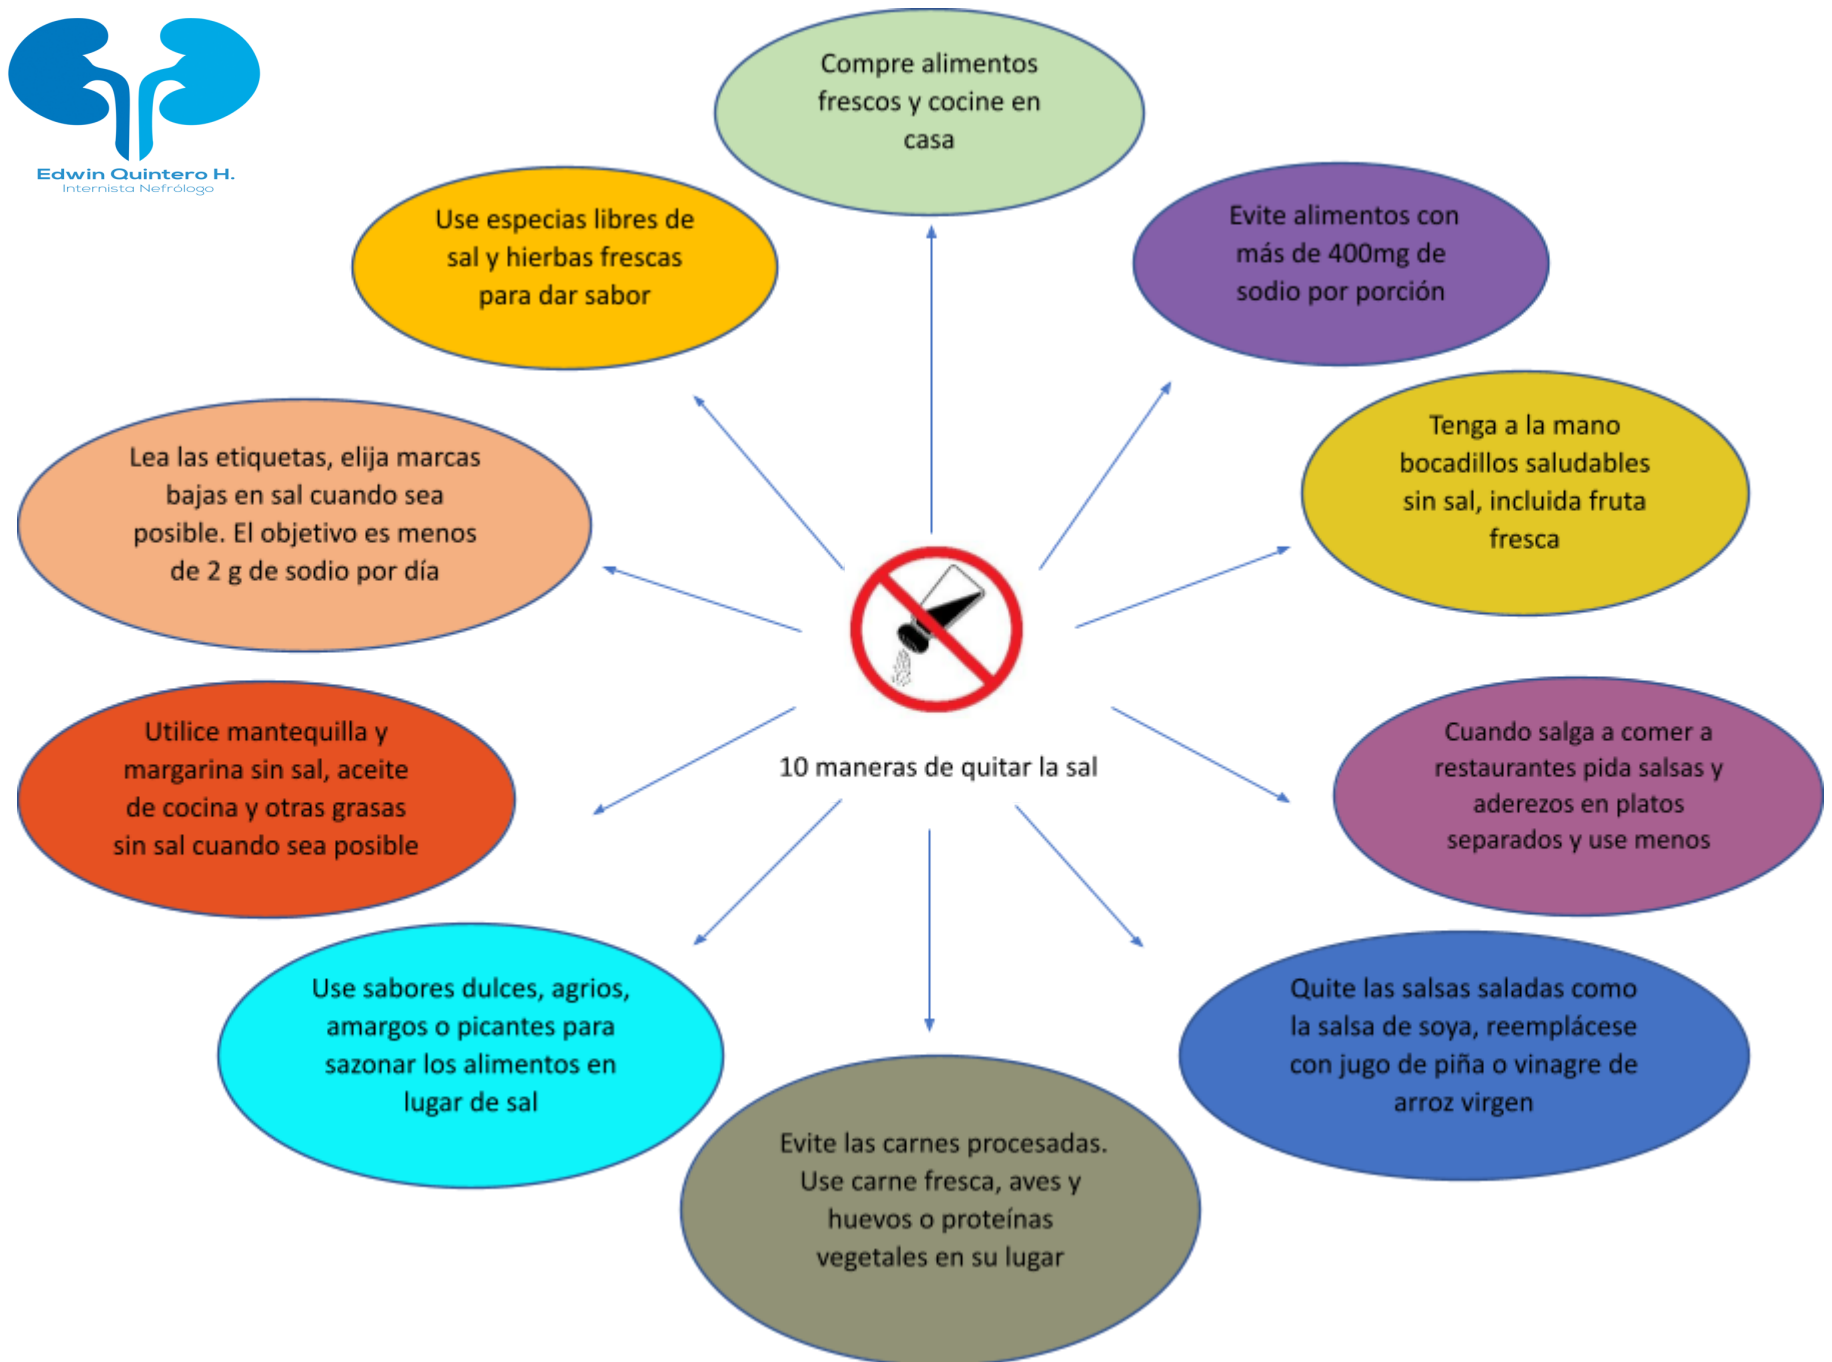 Edwin Quintero H.
Internista Nefrólogo
Compre alimentos
frescos y cocine en
casa
Evite alimentos con
más de 400mg de
sodio por porción
Tenga a la mano
bocadillos saludables
sin sal, incluida fruta
fresca
Cuando salga a comer a
restaurantes pida salsas y
aderezos en platos
separados y use menos
Quite las salsas saladas como
la salsa de soya, reemplácese
con jugo de piña o vinagre de
arroz virgen
Evite las carnes procesadas.
Use carne fresca, aves y
huevos o proteínas
vegetales en su lugar
Use sabores dulces, agrios,
amargos o picantes para
sazonar los alimentos en
lugar de sal
Utilice mantequilla y
margarina sin sal, aceite
de cocina y otras grasas
sin sal cuando sea posible
Lea las etiquetas, elija marcas
bajas en sal cuando sea
posible. El objetivo es menos
de 2 g de sodio por día
Use especias libres de
sal y hierbas frescas
para dar sabor
10 maneras de quitar la sal